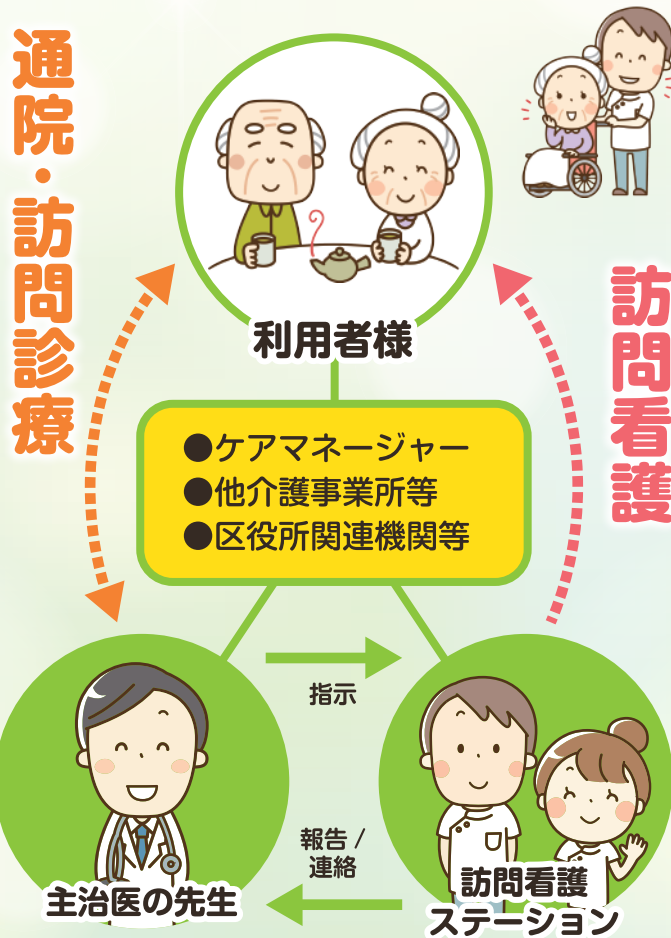 通院・訪問診療
利用者様
訪問看護
●ケアマネージャー
●他介護事業所等
●区役所関連機関等
指示
報告 /
連絡
主治医の先生
訪問看護
ステーション